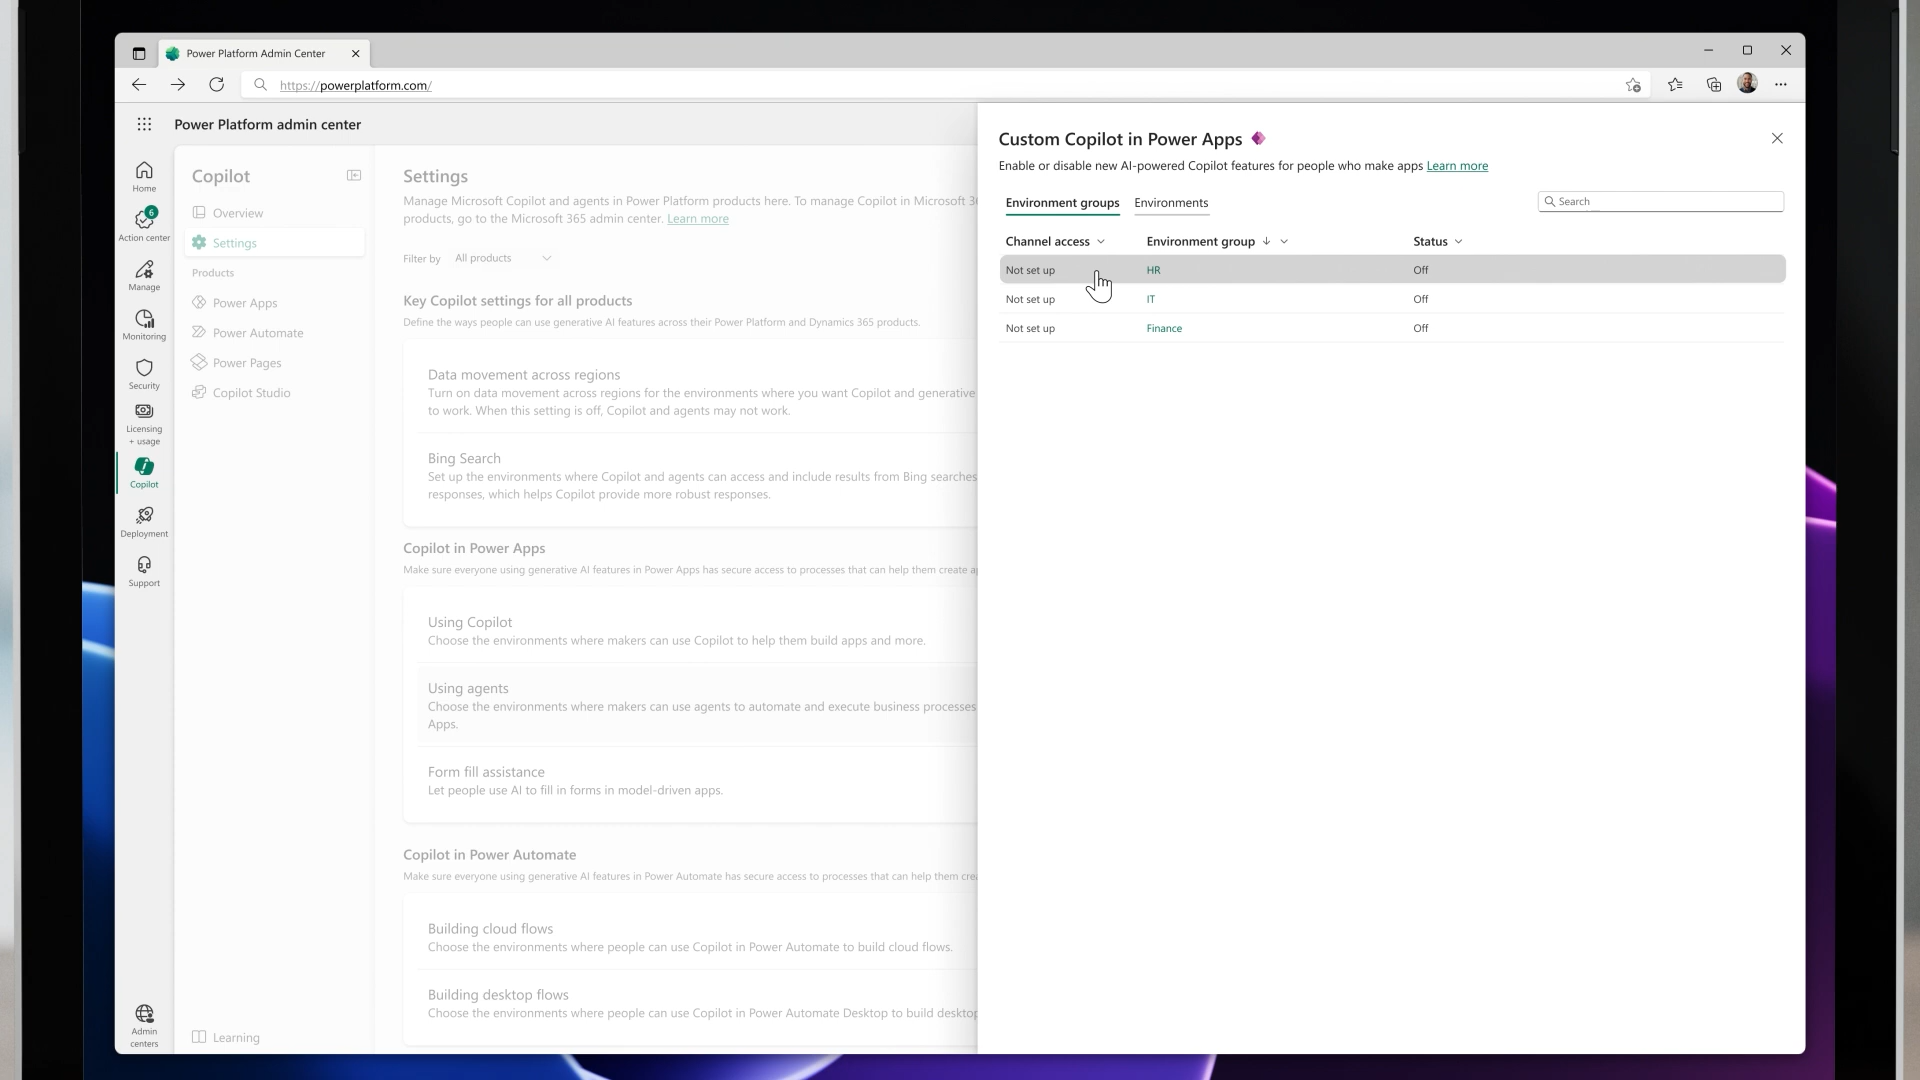 Power Platform Admin Center
https://powerplatform.com/
Power Platform admin center
Home
6
Action center
Manage
Monitoring
Security
Licensing
+ usage
Copilot
Deployment
Support
Admin
centers
Copilot
Overview
Settings
Products
Power Apps
Power Automate
Power Pages
Copilot Studio
Learning
Settings
Manage Microsoft Copilot and agents in Power Platform products here. To manage Copilot in Microsoft
products, go to the Microsoft 365 admin center. Learn more
Filter by All products
Key Copilot settings for all products
Define the ways people can use generative AI features across their Power Platform and Dynamics 365 products.
Data movement across regions
Turn on data movement across regions for the environments where you want Copilot and generative
to work. When this setting is off, Copilot and agents may not work.
Bing Search
Set up the environments where Copilot and agents can access and include results from Bing searches
responses, which helps Copilot provide more robust responses.
Copilot in Power Apps
Make sure everyone using generative AI features in Power Apps has secure access to processes that can help them create
Using Copilot
Choose the environments where makers can use Copilot to help them build apps and more.
Using agents
Choose the environments where makers can use agents to automate and execute business processes
Apps.
Form fill assistance
Let people use AI to fill in forms in model-driven apps.
Copilot in Power Automate
Make sure everyone using generative AI features in Power Automate has secure access to processes that can help them
Building cloud flows
Choose the environments where people can use Copilot in Power Automate to build cloud flows.
Building desktop flows
Choose the environments where people can use Copilot in Power Automate Desktop to build
Custom Copilot in Power Apps
Enable or disable new AI-powered Copilot features for people who make apps Learn more
Environment groups Environments
Search
Channel access Environment group Status
Not set up HR Off
Not set up IT Off
Not set up Finance Off